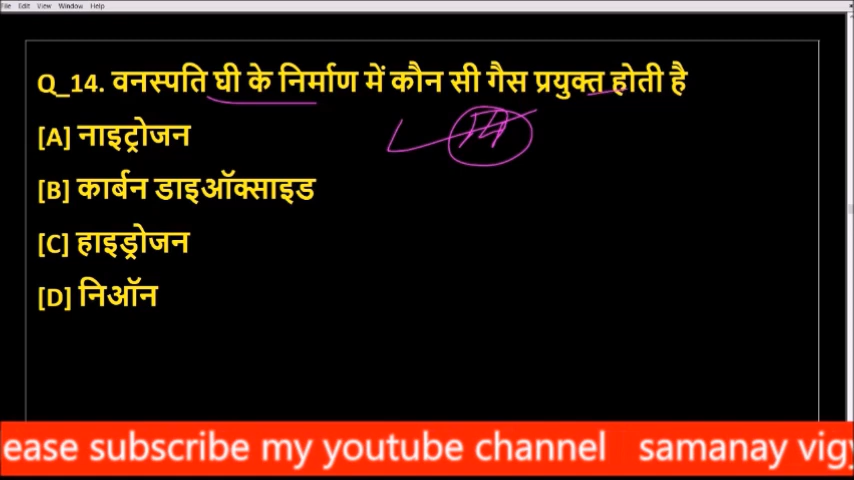 File Edit View Window Help
Q_14. वनस्पति घी के निर्माण में कौन सी गैस प्रयुक्त होती है
[A] नाइट्रोजन
[B] कार्बन डाइऑक्साइड
[C] हाइड्रोजन
[D] निऑन
ease subscribe my youtube channel samanay vigy